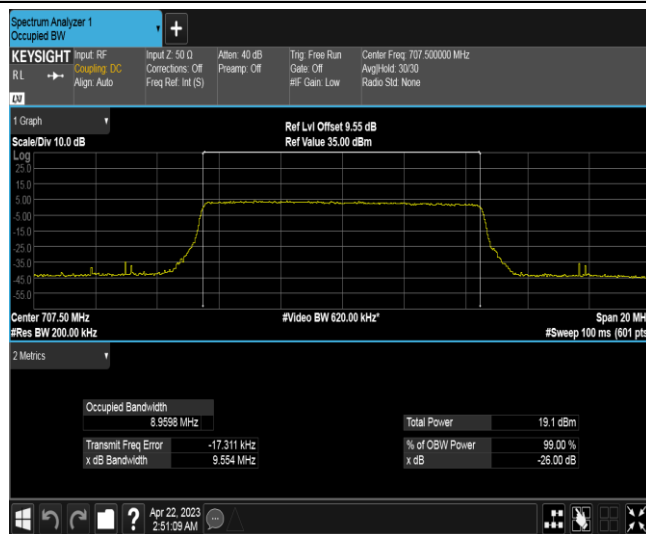 Spectrum Analyzer 1
Occupied BW
+
KEYSIGHT
RL
LXI
Input: RF
Coupling: DC
Align: Auto
Input Z: 50 Ω
Corrections: Off
Freq Ref: Int (S)
Atten: 40 dB
Preamp: Off
Trig: Free Run
Gate: Off
#IF Gain: Low
Center Freq: 707.500000 MHz
Avg|Hold: 30/30
Radio Std: None
1 Graph
Scale/Div 10.0 dB
Ref Lvl Offset 9.55 dB
Ref Value 35.00 dBm
Log
25.0
15.0
5.00
-5.00
-15.0
-25.0
-35.0
-45.0
-55.0
Center 707.50 MHz
#Res BW 200.00 kHz
#Video BW 620.00 kHz*
Span 20 MH
#Sweep 100 ms (601 pts
2 Metrics
Occupied Bandwidth
8.9598 MHz
Transmit Freq Error -17.311 kHz
x dB Bandwidth 9.554 MHz
Total Power 19.1 dBm
% of OBW Power 99.00 %
x dB -26.00 dB
?
Apr 22, 2023
2:51:09 AM